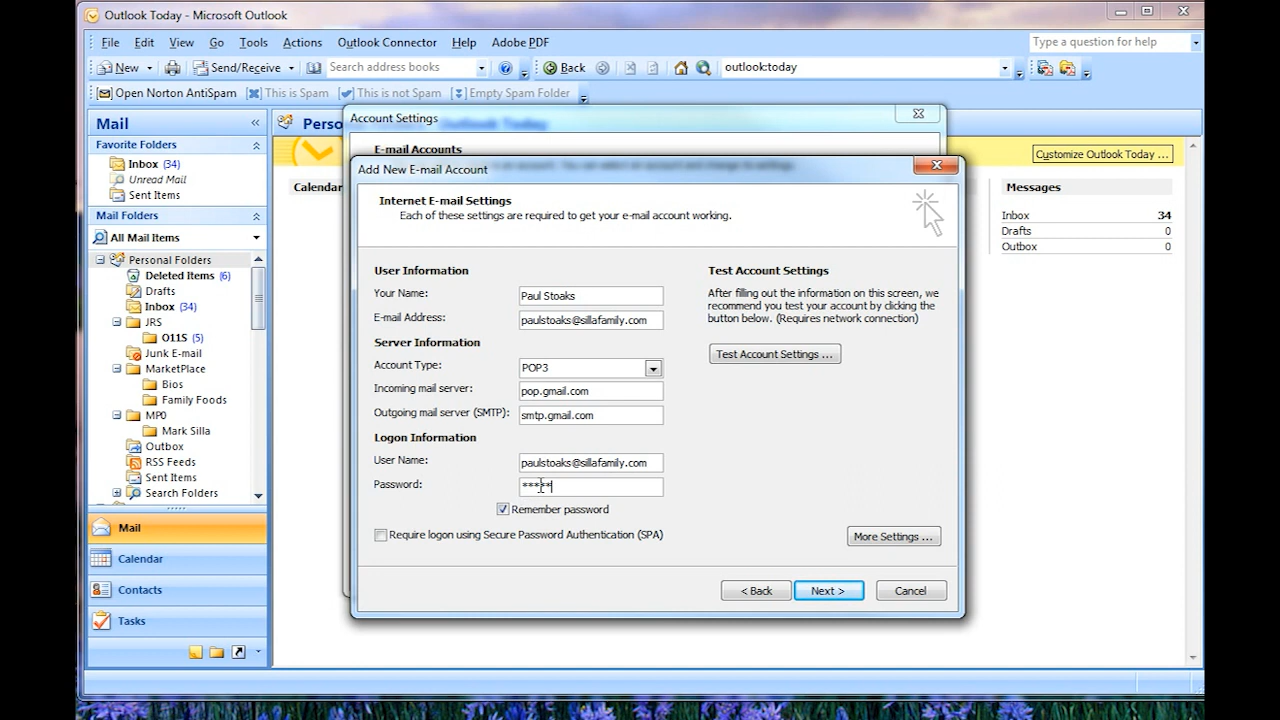 Outlook Today - Microsoft Outlook
File Edit View Go Tools Actions Outlook Connector Help Adobe PDF
Type a question for help
New Send/Receive Search address books Back outlook:today
Open Norton AntiSpam This is Spam This is not Spam Empty Spam Folder
Mail
Favorite Folders
Inbox (34)
Unread Mail
Sent Items
Mail Folders
All Mail Items
Personal Folders
Deleted Items (6)
Drafts
Inbox (34)
JRS
O11S (5)
Junk E-mail
MarketPlace
Bios
Family Foods
MP0
Mark Silla
Outbox
RSS Feeds
Sent Items
Search Folders
Mail
Calendar
Contacts
Tasks
Outlook Today
Customize Outlook Today ...
Calendar
Messages
Inbox 34
Drafts 0
Outbox 0
Account Settings
E-mail Accounts
Add New E-mail Account
Internet E-mail Settings
Each of these settings are required to get your e-mail account working.
User Information
Your Name: Paul Stoaks
E-mail Address: paulstoaks@sillafamily.com
Server Information
Account Type: POP3
Incoming mail server: pop.gmail.com
Outgoing mail server (SMTP): smtp.gmail.com
Logon Information
User Name: paulstoaks@sillafamily.com
Password: *****
Remember password
Require logon using Secure Password Authentication (SPA)
Test Account Settings
After filling out the information on this screen, we
recommend you test your account by clicking the
button below. (Requires network connection)
Test Account Settings ...
More Settings ...
< Back Next > Cancel